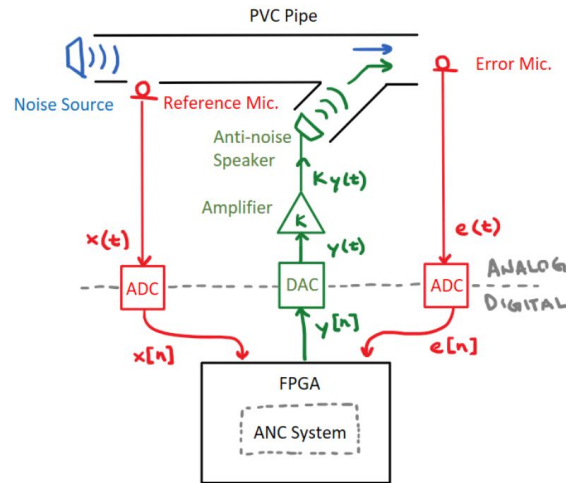 PVC Pipe
Error Mic.
Noise Source
Reference Mic.
Anti-noise
Speaker
Ky(t)
Amplifier
K
x(t)
y(t)
e(t)
ANALOG
ADC
DAC
ADC
DIGITAL
x[n]
y[n]
e[n]
FPGA
ANC System